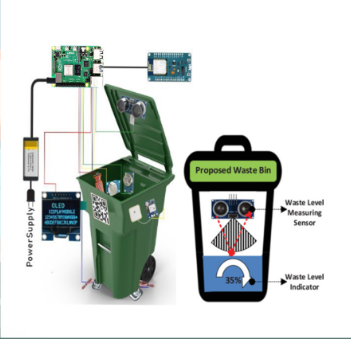 PowerSupply
OLED
Proposed Waste Bin
Waste Level
Measuring
Sensor
35%
Waste Level
Indicator